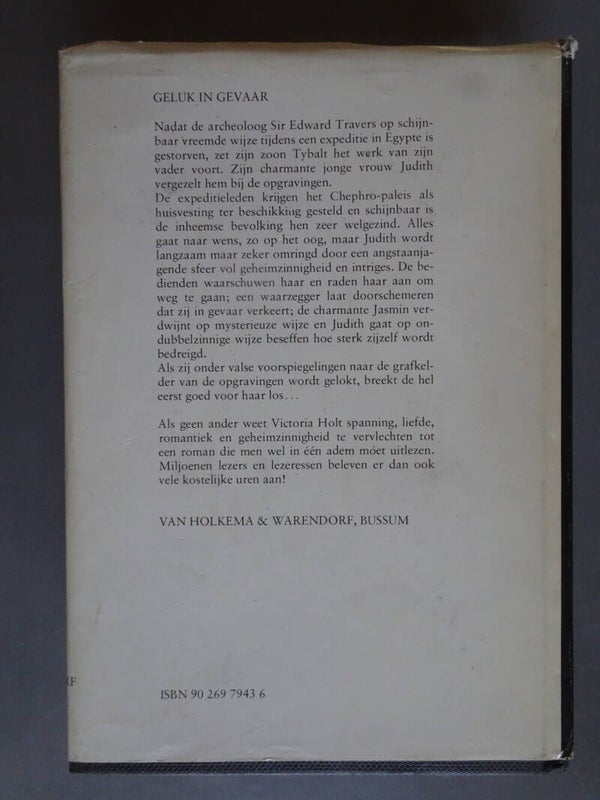 GELUK IN GEVAAR
Nadat de archeoloog Sir Edward Travers op schijn-
baar vreemde wijze tijdens een expeditie in Egypte is
gestorven, zet zijn zoon Tybalt het werk van zijn
vader voort. Zijn charmante jonge vrouw Judith
vergezelt hem bij de opgravingen.
De expeditieleden krijgen het Chephro-paleis als
huisvesting ter beschikking gesteld en schijnbaar is
de inheemse bevolking hen zeer welgezind. Alles
gaat naar wens, zo op het oog, maar Judith wordt
langzaam maar zeker omringd door een angstaanja-
gende sfeer vol geheimzinnigheid en intriges. De be-
dienden waarschuwen haar en raden haar aan om
weg te gaan; een waarzegger laat doorschemeren
dat zij in gevaar verkeert; de charmante Jasmin ver-
dwijnt op mysterieuze wijze en Judith gaat op on-
dubbelzinnige wijze beseffen hoe sterk zijzelf wordt
bedreigd.
Als zij onder valse voorspiegelingen naar de grafkel-
der van de opgravingen wordt gelokt, breekt de hel
eerst goed voor haar los...
Als geen ander weet Victoria Holt spanning, liefde,
romantiek en geheimzinnigheid te vervlechten tot
een roman die men wel in één adem móet uitlezen.
Miljoenen lezers en lezeressen beleven er dan ook
vele kostelijke uren aan!
VAN HOLKEMA & WARENDORF, BUSSUM
RF
ISBN 90 269 7943 6